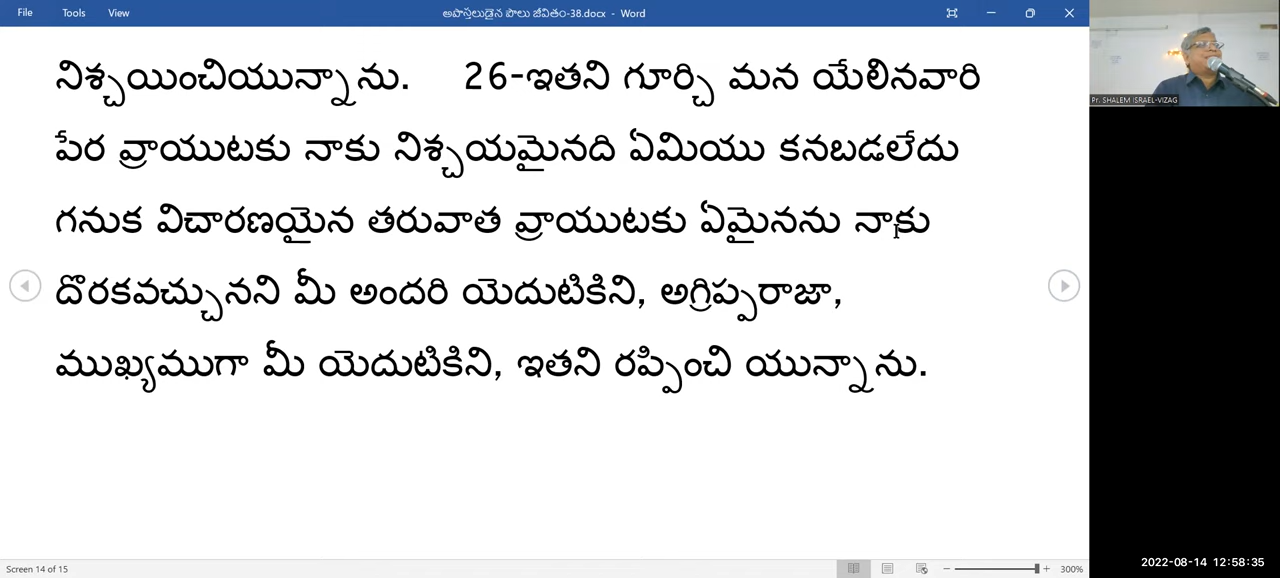 File Tools View అపొస్తలుడైన పౌలు జీవితం-38.docx - Word
నిశ్చయించియున్నాను. 26-ఇతని గూర్చి మన యేలినవారి
పేర వ్రాయుటకు నాకు నిశ్చయమైనది ఏమియు కనబడలేదు
గనుక విచారణయైన తరువాత వ్రాయుటకు ఏమైనను నాకు
దొరకవచ్చునని మీ అందరి యెదుటికిని, అగ్రిప్పరాజా,
ముఖ్యముగా మీ యెదుటికిని, ఇతని రప్పించి యున్నాను.
Pr. SHALEM ISRAEL-VIZAG
Screen 14 of 15
300%
2022-08-14 12:58:35